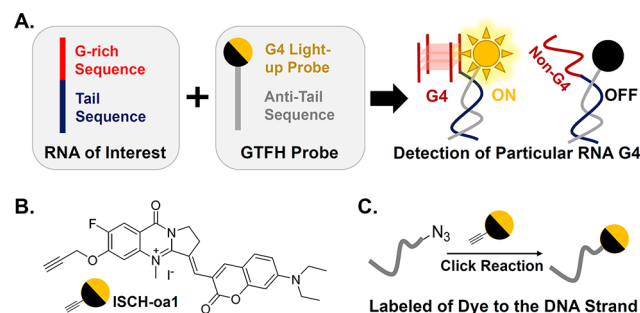 A.
G-rich
Sequence
Tail
Sequence
RNA of Interest
G4 Light-
up Probe
Anti-Tail
Sequence
GTFH Probe
G4
ON
Non-G4
OFF
Detection of Particular RNA G4
B.
O
F
N
O
N
+
I-
O
O
N
ISCH-oa1
C.
N3
Click Reaction
Labeled of Dye to the DNA Strand